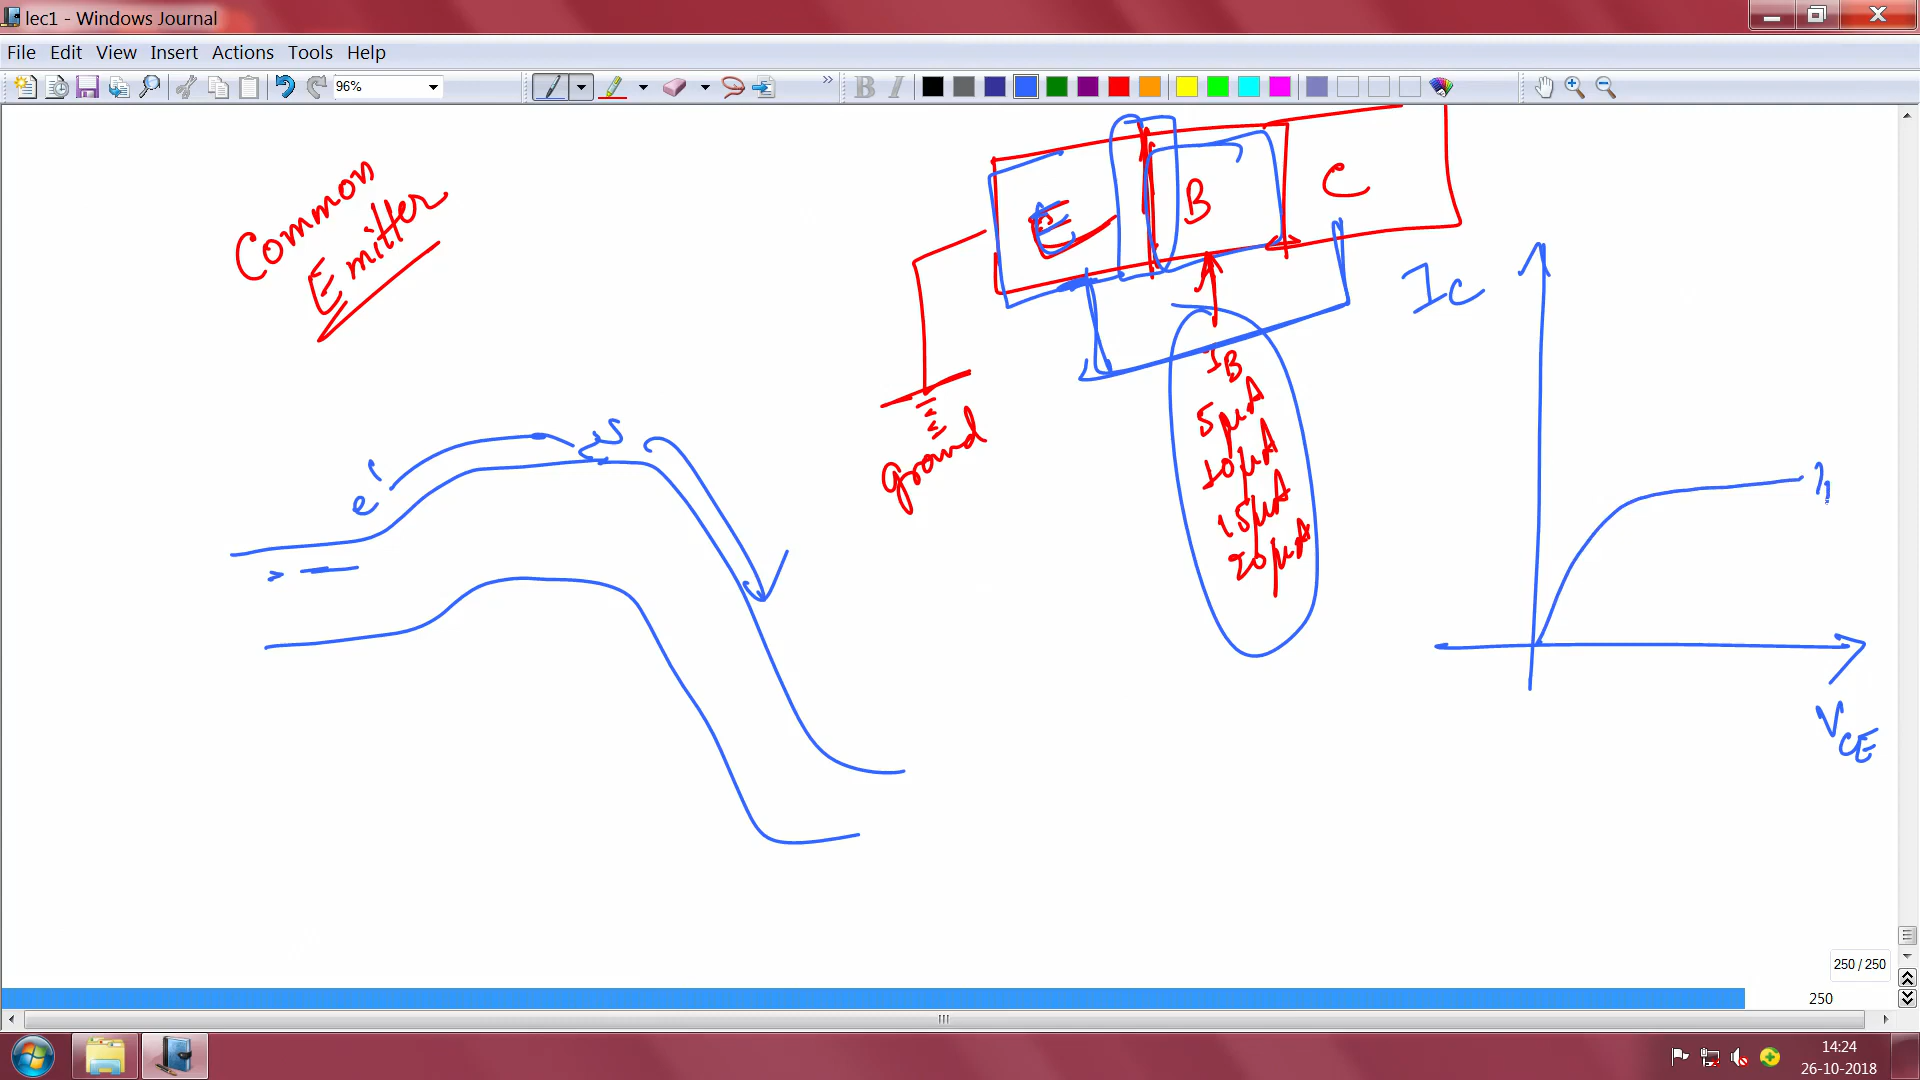 lec1 - Windows Journal
File Edit View Insert Actions Tools Help
96%
B I
Common
Emitter
E B C
IC
IB
5μA
10μA
15μA
20μA
ground
e
VCE
250 / 250
250
14:24
26-10-2018